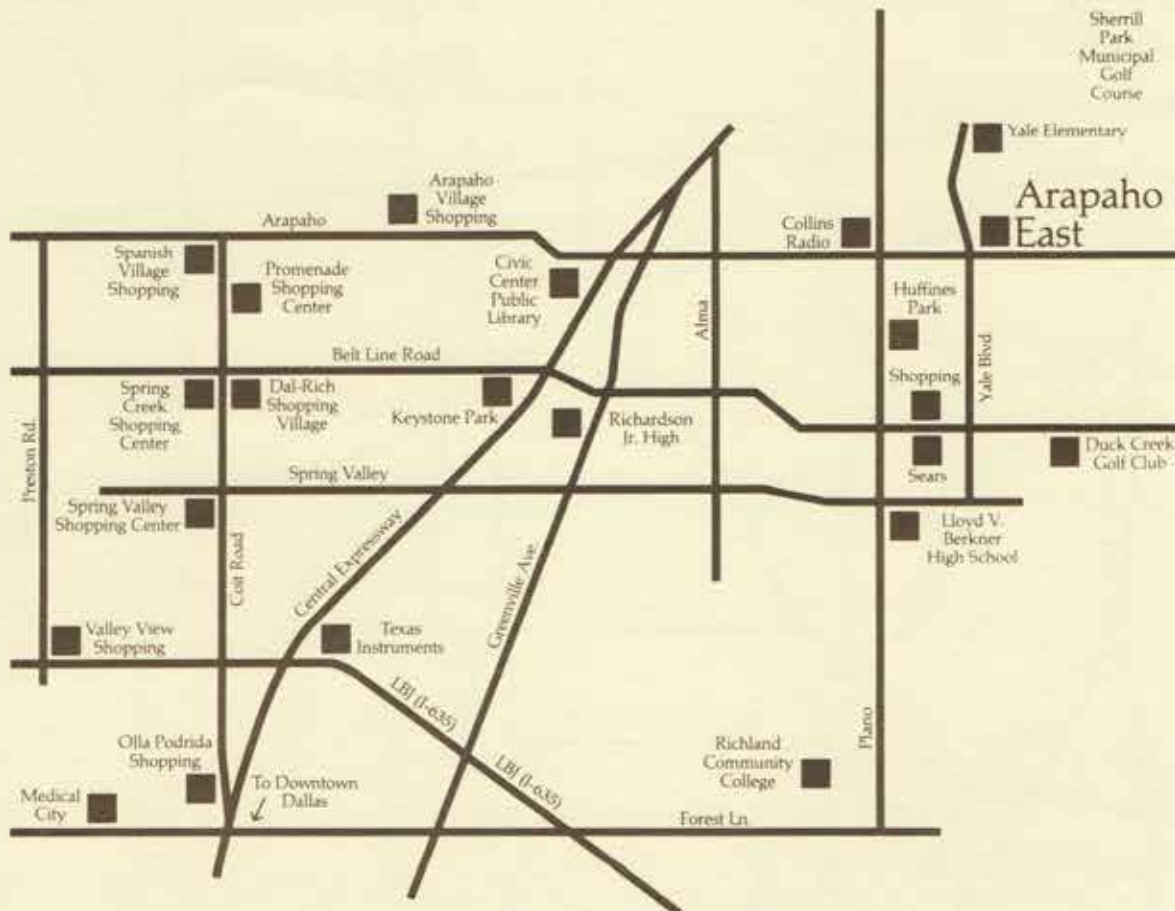 Sherrill
Park
Municipal
Golf
Course
Yale Elementary
Arapaho
East
Arapaho
Village
Shopping
Arapaho
Collins
Radio
Spanish
Village
Shopping
Promenade
Shopping
Center
Civic
Center
Public
Library
Alma
Huffines
Park
Belt Line Road
Shopping
Yale Blvd
Spring
Creek
Shopping
Center
Dal-Rich
Shopping
Village
Keystone Park
Richardson
Jr. High
Preston Rd.
Duck Creek
Golf Club
Sears
Spring Valley
Spring Valley
Shopping Center
Lloyd V.
Berkner
High School
Coit Road
Central Expressway
Greenville Ave.
Valley View
Shopping
Texas
Instruments
LBJ (I-635)
LBJ (I-635)
Plano
Olla Podrida
Shopping
Richland
Community
College
Medical
City
To Downtown
Dallas
Forest Ln.